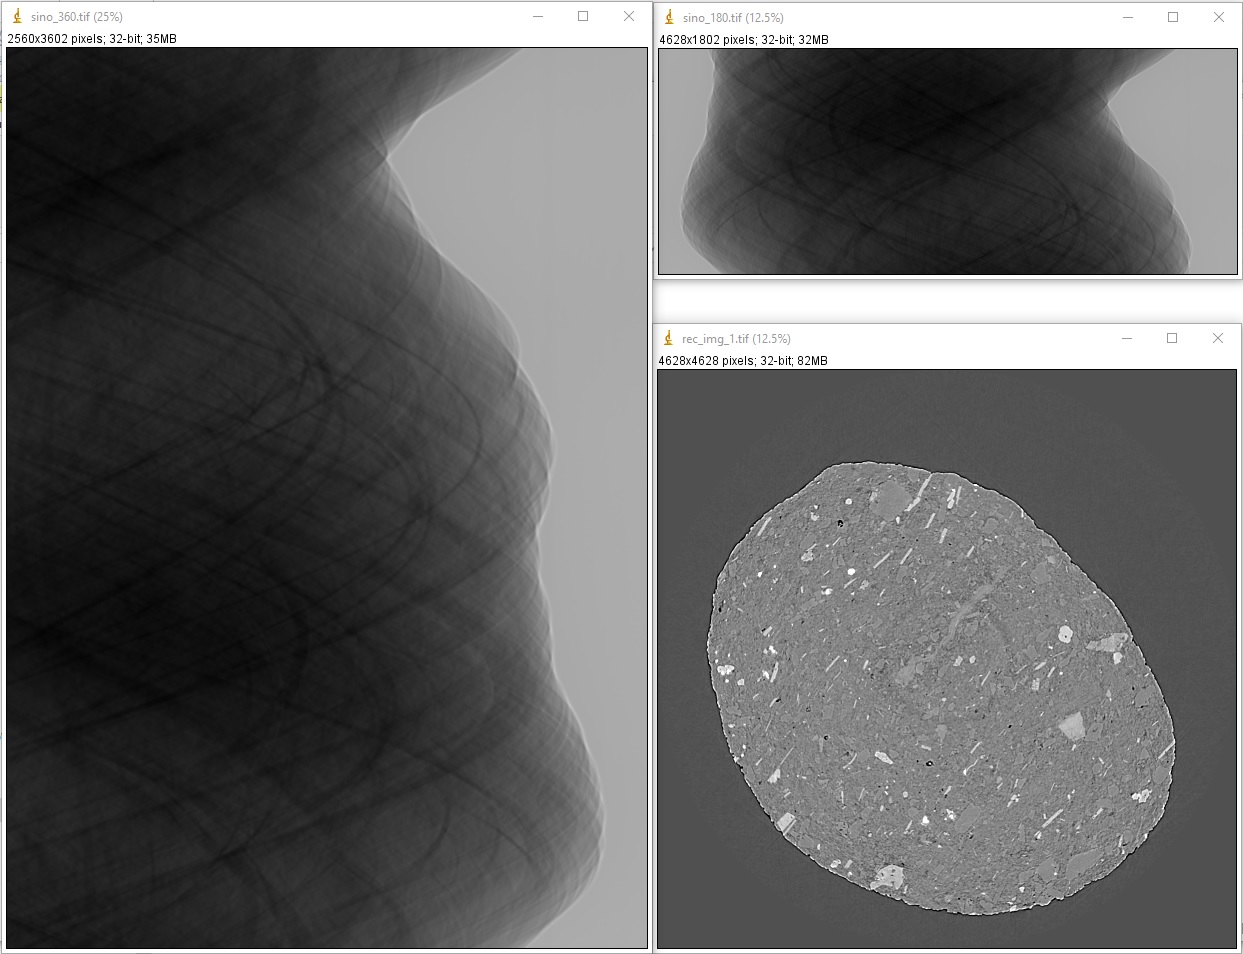 sino_360.tif (25%)
2560x3602 pixels; 32-bit; 35MB
sino_180.tif (12.5%)
4628x1802 pixels; 32-bit; 32MB
rec_img_1.tif (12.5%)
4628x4628 pixels; 32-bit; 82MB